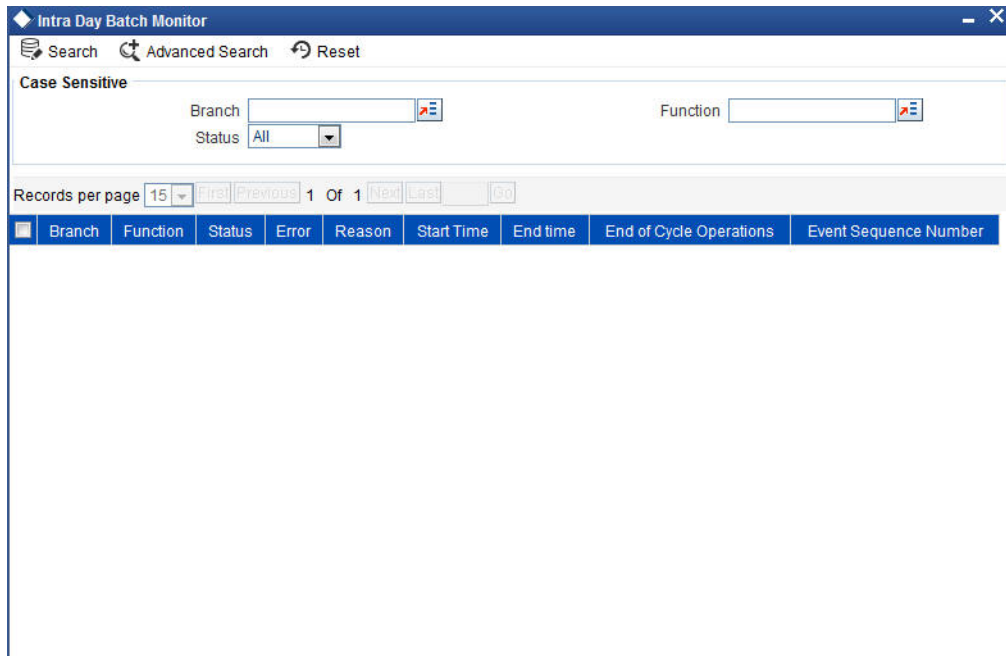 Intra Day Batch Monitor
Search Advanced Search Reset
Case Sensitive
Branch Function
Status All
Records per page 15 First Previous 1 Of 1 Next Last Go
Branch Function Status Error Reason Start Time End time End of Cycle Operations Event Sequence Number